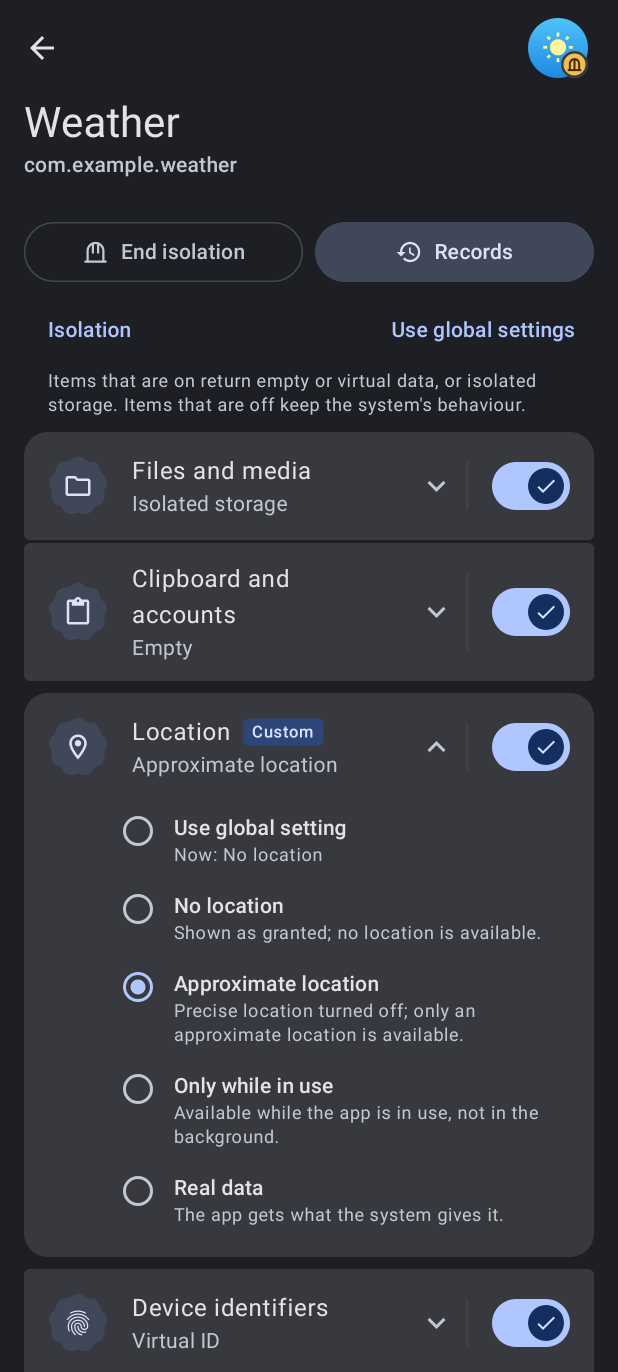 Weather
com.example.weather
End isolation
Records
Isolation
Use global settings
Items that are on return empty or virtual data, or isolated
storage. Items that are off keep the system's behaviour.
Files and media
Isolated storage
Clipboard and
accounts
Empty
Location
Custom
Approximate location
Use global setting
Now: No location
No location
Shown as granted; no location is available.
Approximate location
Precise location turned off; only an
approximate location is available.
Only while in use
Available while the app is in use, not in the
background.
Real data
The app gets what the system gives it.
Device identifiers
Virtual ID